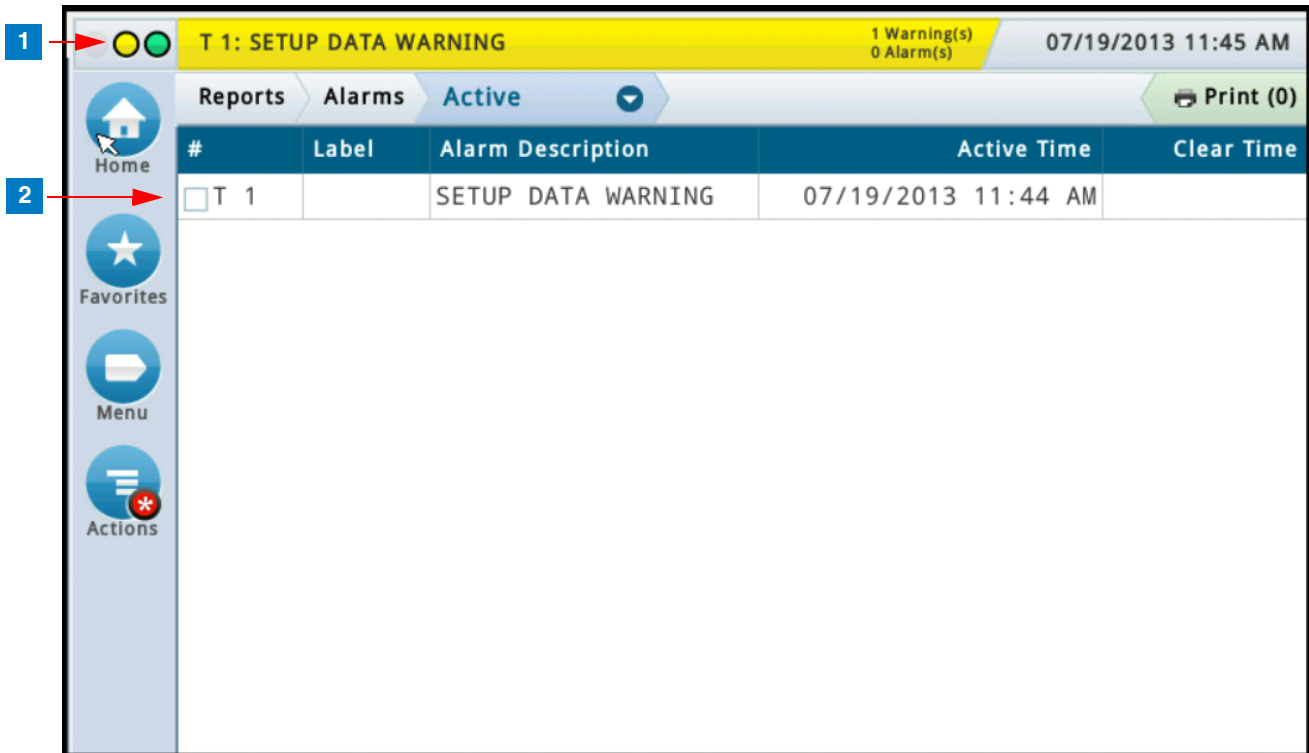 1
T 1: SETUP DATA WARNING
1 Warning(s)
0 Alarm(s)
07/19/2013 11:45 AM
Reports Alarms Active Print (0)
Home
# Label Alarm Description Active Time Clear Time
2
T 1 SETUP DATA WARNING 07/19/2013 11:44 AM
Favorites
Menu
Actions